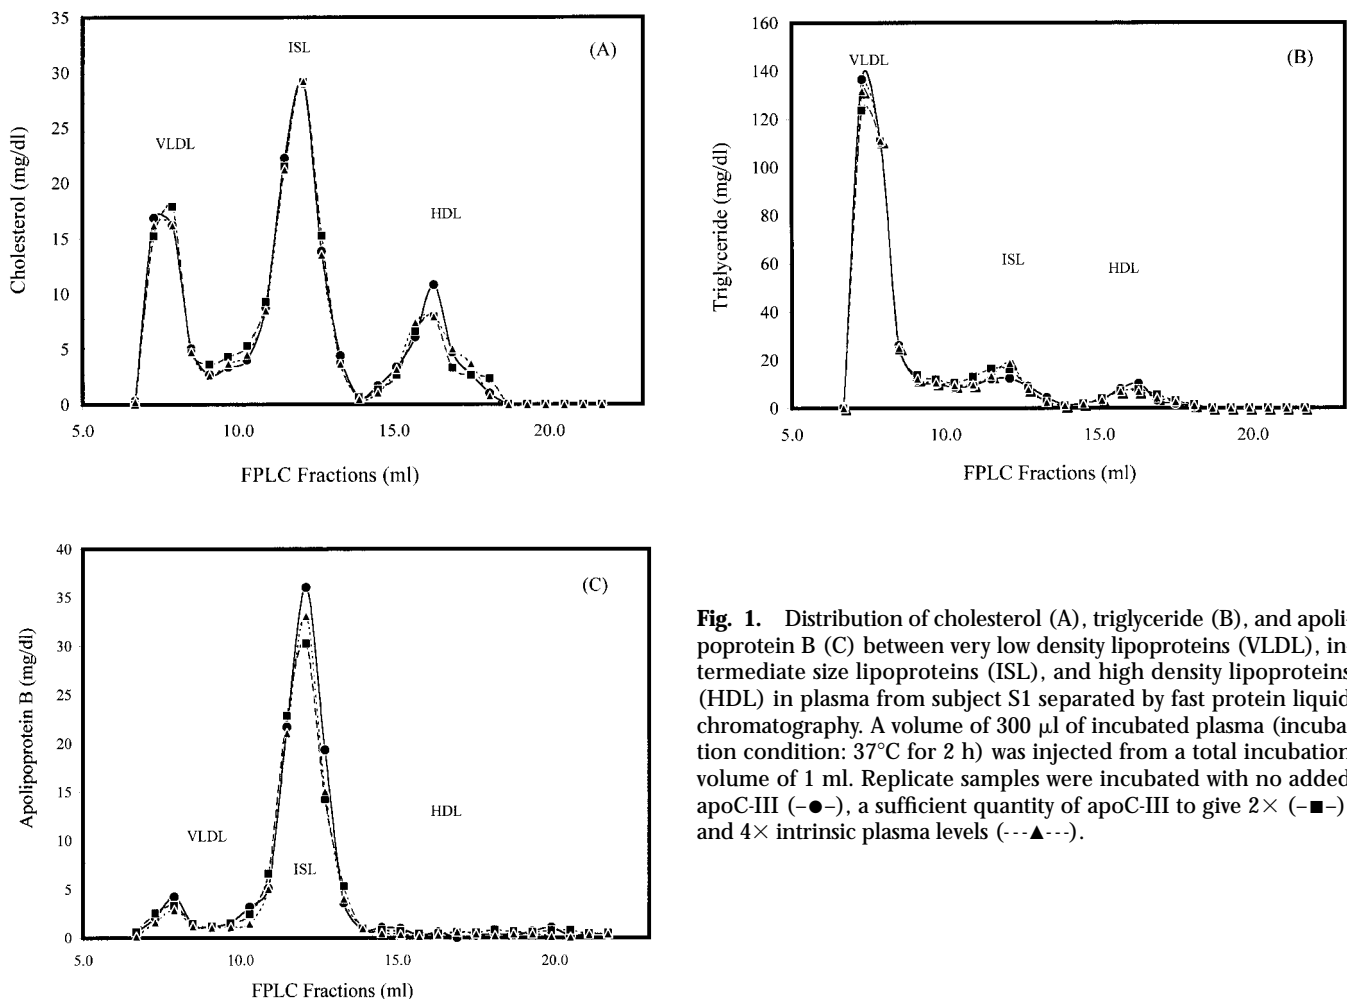 (A)
ISL
VLDL
HDL
Cholesterol (mg/dl)
35
30
25
20
15
10
5
0
5.0 10.0 15.0 20.0
FPLC Fractions (ml)
(B)
VLDL
ISL
HDL
Triglyceride (mg/dl)
160
140
120
100
80
60
40
20
0
5.0 10.0 15.0 20.0
FPLC Fractions (ml)
(C)
VLDL
ISL
HDL
Apolipoprotein B (mg/dl)
40
35
30
25
20
15
10
5
0
5.0 10.0 15.0 20.0
FPLC Fractions (ml)
Fig. 1. Distribution of cholesterol (A), triglyceride (B), and apoli-
poprotein B (C) between very low density lipoproteins (VLDL), in-
termediate size lipoproteins (ISL), and high density lipoproteins
(HDL) in plasma from subject S1 separated by fast protein liquid
chromatography. A volume of 300 μl of incubated plasma (incuba-
tion condition: 37°C for 2 h) was injected from a total incubation
volume of 1 ml. Replicate samples were incubated with no added
apoC-III (–●–), a sufficient quantity of apoC-III to give 2× (–■–)
and 4× intrinsic plasma levels (---▲---).